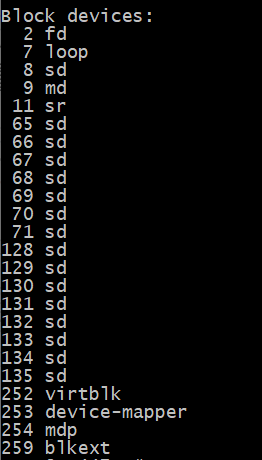 Block devices:
  2 fd
  7 loop
  8 sd
  9 md
 11 sr
 65 sd
 66 sd
 67 sd
 68 sd
 69 sd
 70 sd
 71 sd
128 sd
129 sd
130 sd
131 sd
132 sd
133 sd
134 sd
135 sd
252 virtblk
253 device-mapper
254 mdp
259 blkext